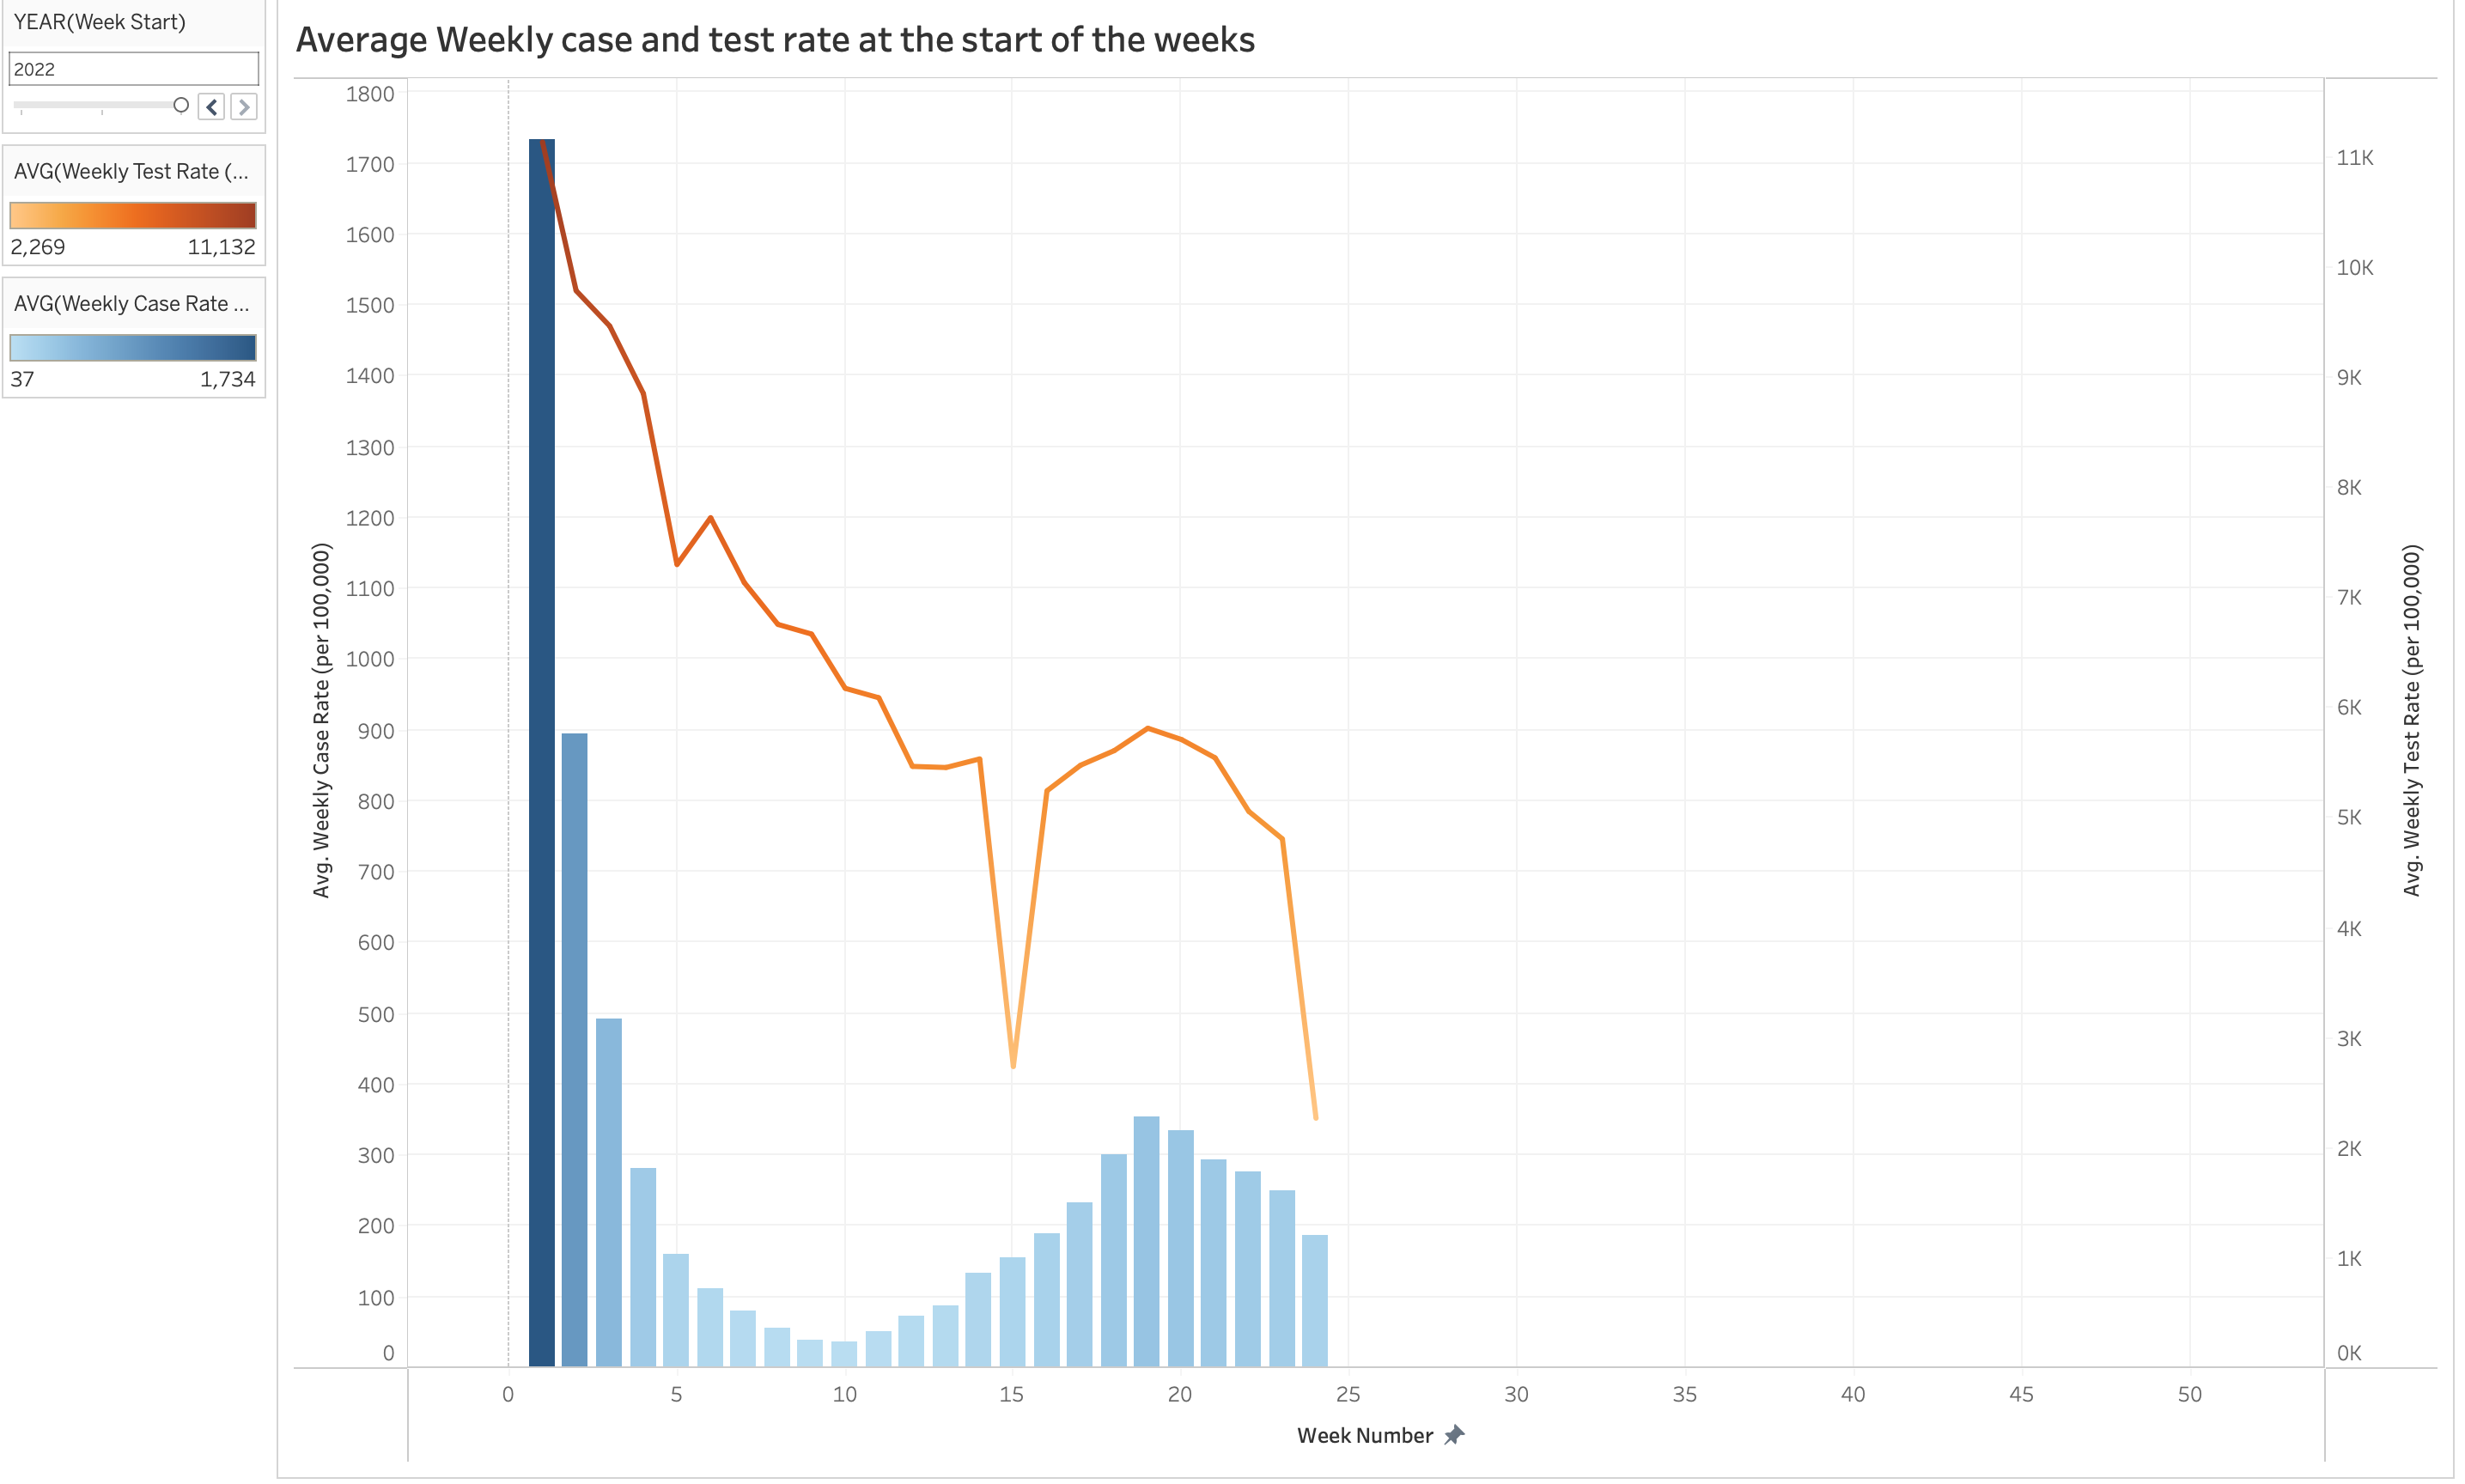 YEAR(Week Start)
2022
AVG(Weekly Test Rate (...
2,269 11,132
AVG(Weekly Case Rate ...
37 1,734
Average Weekly case and test rate at the start of the weeks
Avg. Weekly Case Rate (per 100,000)
1800
1700
1600
1500
1400
1300
1200
1100
1000
900
800
700
600
500
400
300
200
100
0
11K
10K
9K
8K
7K
6K
5K
4K
3K
2K
1K
0K
Avg. Weekly Test Rate (per 100,000)
0 5 10 15 20 25 30 35 40 45 50
Week Number